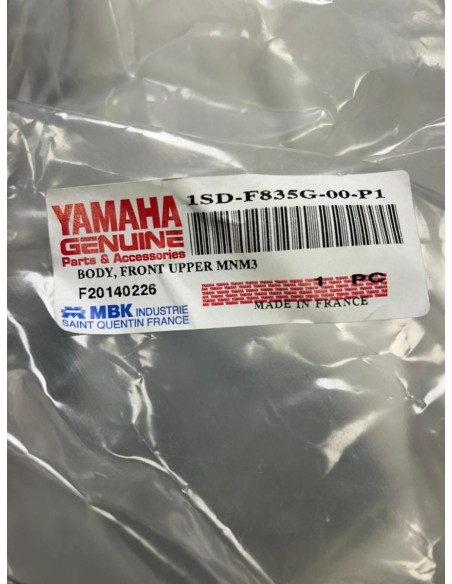 1SD-F835G-00-P1
YAMAHA
GENUINE
Parts & Accessories
BODY, FRONT UPPER MNM3
F20140226
1 PC
MADE IN FRANCE
MBK INDUSTRIE
SAINT QUENTIN FRANCE